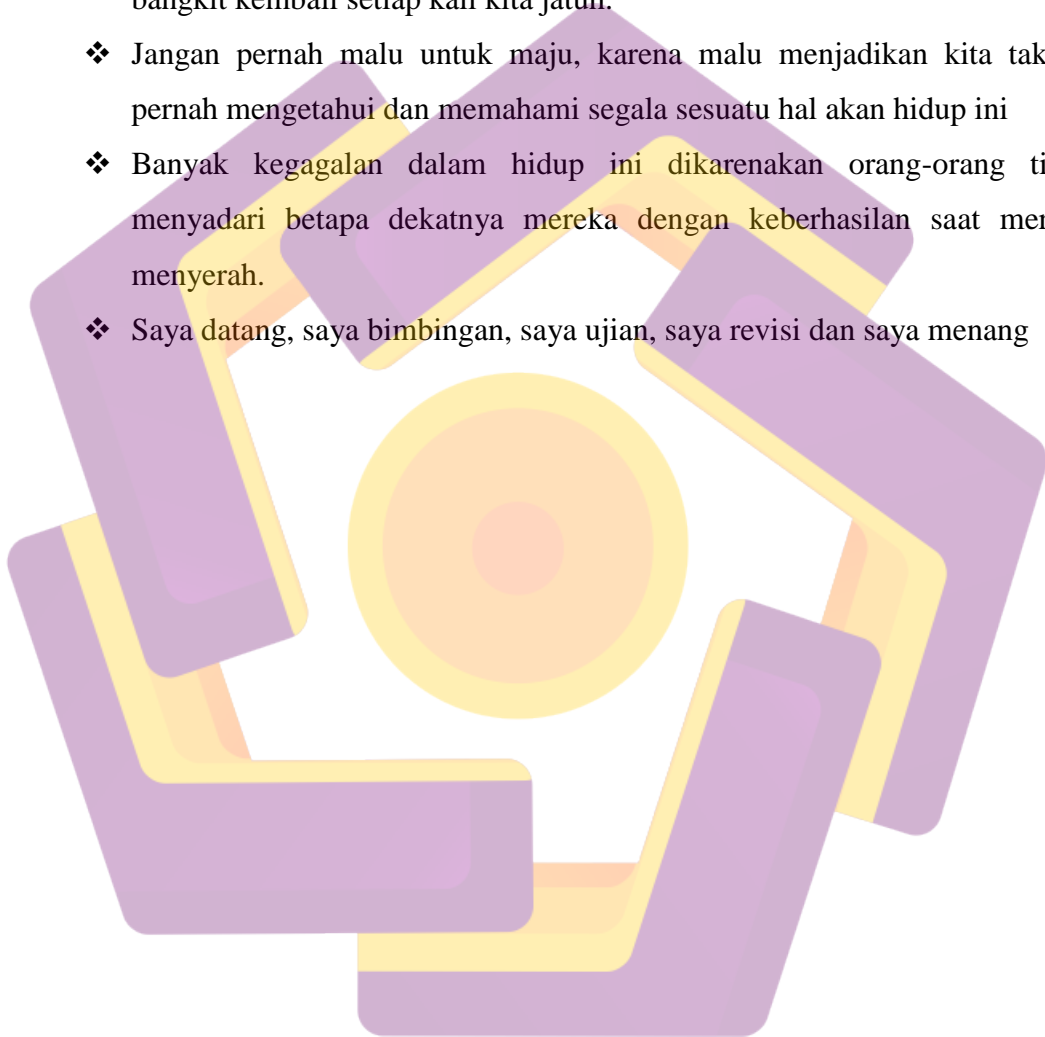 bangkit kembali setiap kali kita jatuh.
❖ Jangan pernah malu untuk maju, karena malu menjadikan kita tak
pernah mengetahui dan memahami segala sesuatu hal akan hidup ini
❖ Banyak kegagalan dalam hidup ini dikarenakan orang-orang ti
menyadari betapa dekatnya mereka dengan keberhasilan saat mer
menyerah.
❖ Saya datang, saya bimbingan, saya ujian, saya revisi dan saya menang